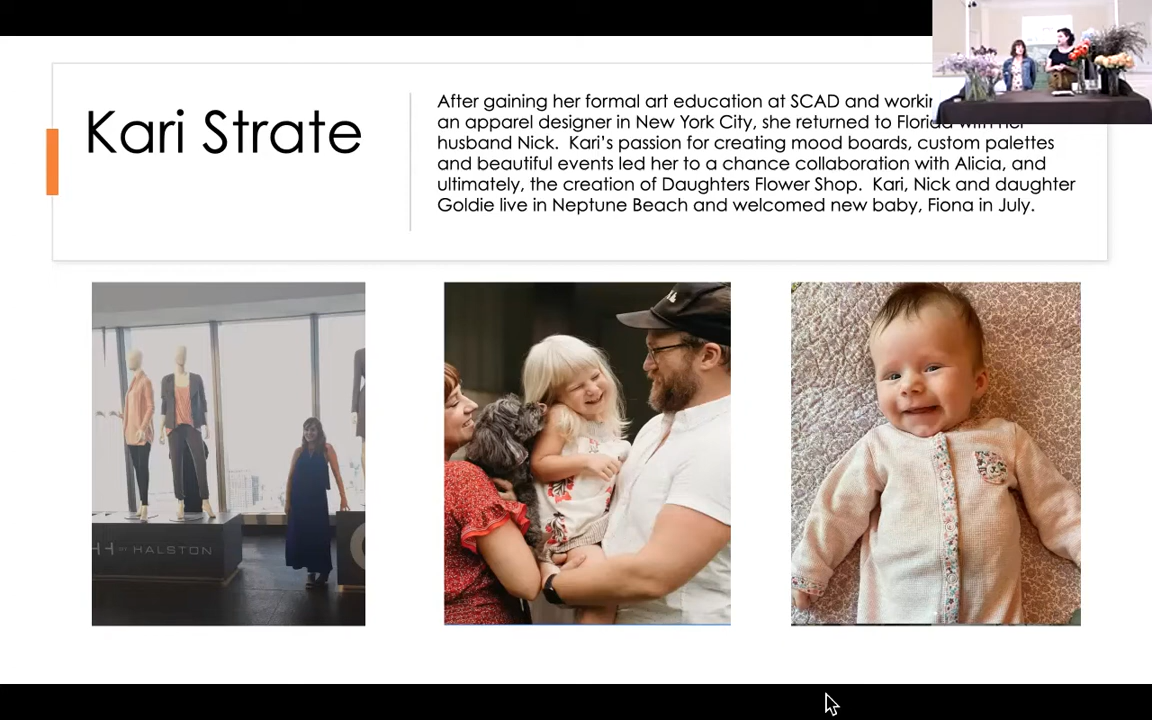 Kari Strate
After gaining her formal art education at SCAD and
an apparel designer in New York City, she returned to Florida with her
husband Nick.  Kari's passion for creating mood boards, custom palettes
and beautiful events led her to a chance collaboration with Alicia, and
ultimately, the creation of Daughters Flower Shop.  Kari, Nick and daughter
Goldie live in Neptune Beach and welcomed new baby, Fiona in July.
HALSTON